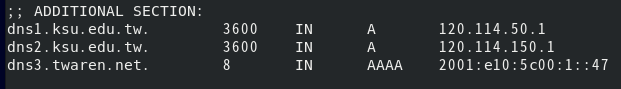 ;; ADDITIONAL SECTION:
dns1.ksu.edu.tw. 3600 IN A 120.114.50.1
dns2.ksu.edu.tw. 3600 IN A 120.114.150.1
dns3.twaren.net. 8 IN AAAA 2001:e10:5c00:1::47